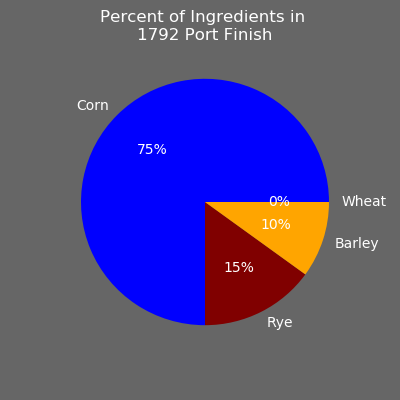 Percent of Ingredients in
1792 Port Finish
Corn
75%
0%
Wheat
10%
Barley
15%
Rye